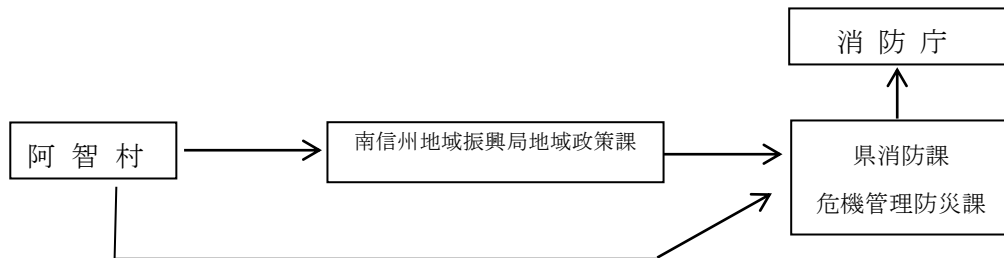 消防庁
阿智村
南信州地域振興局地域政策課
県消防課
危機管理防災課